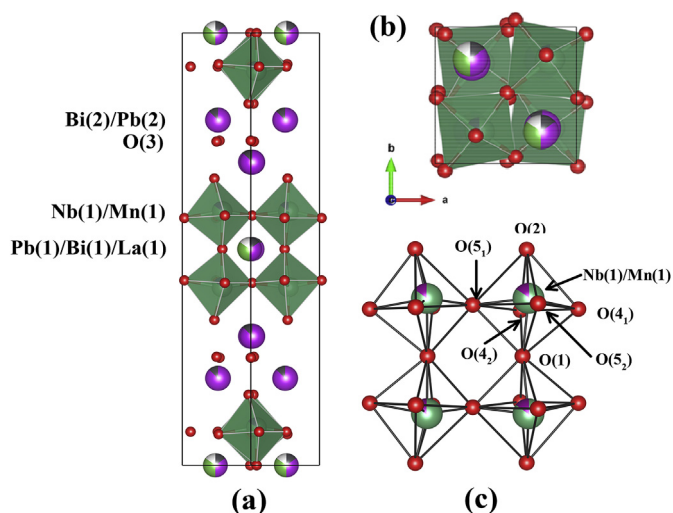 (b)
Bi(2)/Pb(2)
O(3)
b
a
Nb(1)/Mn(1)
Pb(1)/Bi(1)/La(1)
O(2)
O(5₁)
Nb(1)/Mn(1)
O(4₁)
O(4₂)
O(1)
O(5₂)
(a)
(c)